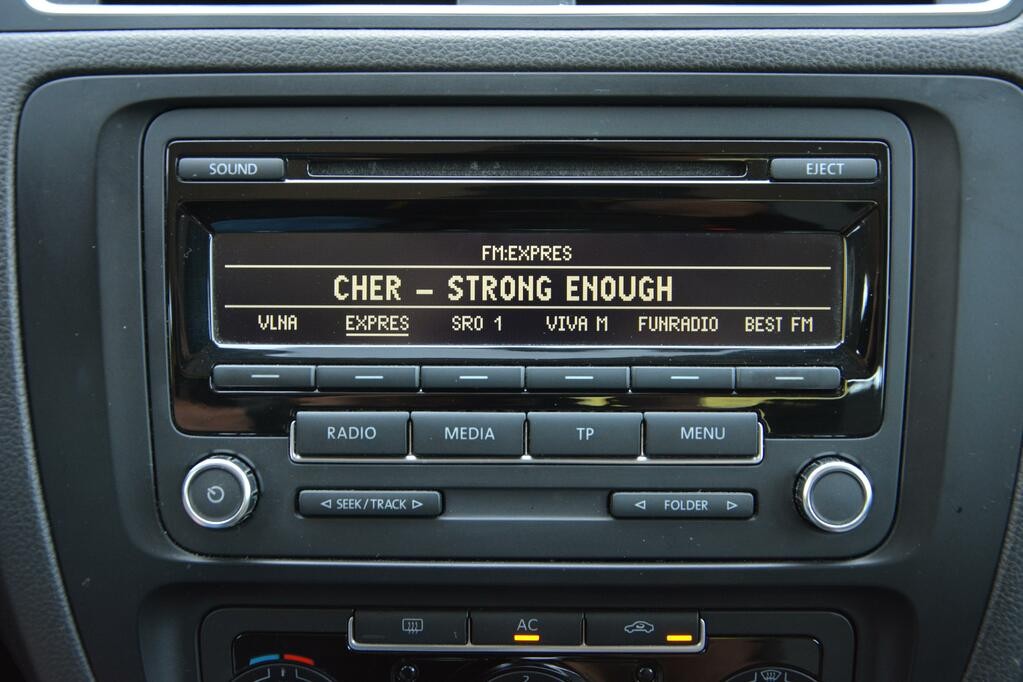 SOUND EJECT
FM:EXPRES
CHER – STRONG ENOUGH
VLNA EXPRES SRO 1 VIVA M FUNRADIO BEST FM
RADIO MEDIA TP MENU
SEEK/TRACK FOLDER
AC
2